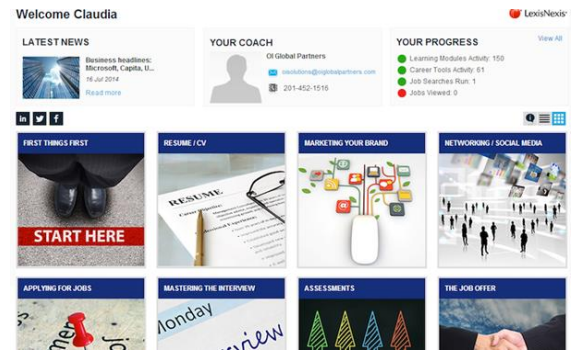 Welcome Claudia
LexisNexis
LATEST NEWS
Business headlines:
Microsoft, Capita, U...
16 Jul 2014
Read more
YOUR COACH
OI Global Partners
oisolutions@oiglobalpartners.com
201-452-1516
YOUR PROGRESS
View All
Learning Modules Activity: 150
Career Tools Activity: 61
Job Searches Run: 1
Jobs Viewed: 0
in
f
FIRST THINGS FIRST
RESUME / CV
MARKETING YOUR BRAND
NETWORKING / SOCIAL MEDIA
START HERE
RESUME
APPLYING FOR JOBS
MASTERING THE INTERVIEW
ASSESSMENTS
THE JOB OFFER
Monday